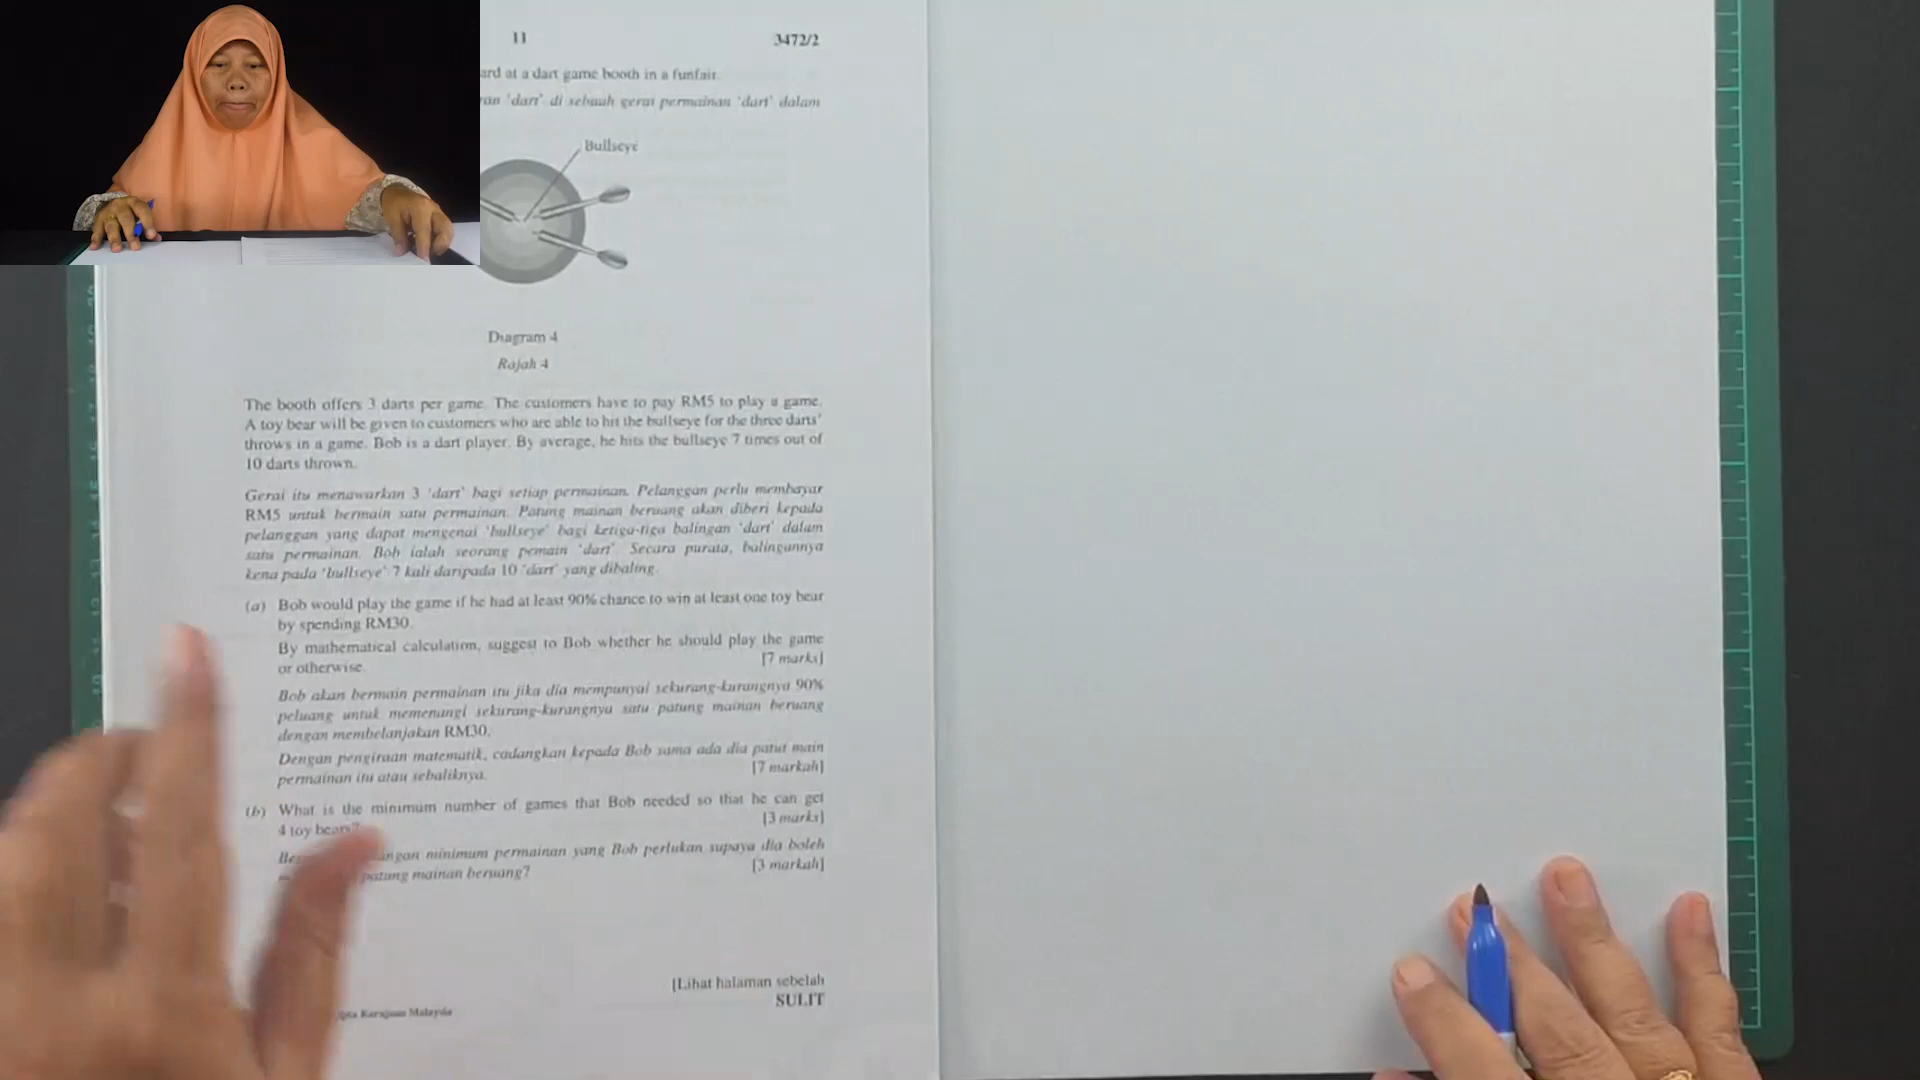 11 3472/2
ard at a dart game booth in a funfair.
an 'dart' di sebuah gerai permainan 'dart' dalam
Bullseye
Diagram 4
Rajah 4
The booth offers 3 darts per game. The customers have to pay RM5 to play a game.
A toy bear will be given to customers who are able to hit the bullseye for the three darts'
throws in a game. Bob is a dart player. By average, he hits the bullseye 7 times out of
10 darts thrown.
Gerai itu menawarkan 3 'dart' bagi setiap permainan. Pelanggan perlu membayar
RM5 untuk bermain satu permainan. Patung mainan beruang akan diberi kepada
pelanggan yang dapat mengenai 'bullseye' bagi ketiga-tiga balingan 'dart' dalam
satu permainan. Bob ialah seorang pemain 'dart'. Secara purata, balingannya
kena pada 'bullseye' 7 kali daripada 10 'dart' yang dibaling.
(a) Bob would play the game if he had at least 90% chance to win at least one toy bear
by spending RM30.
By mathematical calculation, suggest to Bob whether he should play the game
or otherwise. [7 marks]
Bob akan bermain permainan itu jika dia mempunyai sekurang-kurangnya 90%
peluang untuk memenangi sekurang-kurangnya satu patung mainan beruang
dengan membelanjakan RM30.
Dengan pengiraan matematik, cadangkan kepada Bob sama ada dia patut main
permainan itu atau sebaliknya. [7 markah]
(b) What is the minimum number of games that Bob needed so that he can get
4 toy bears? [3 marks]
minimum permainan yang Bob perlukan supaya dia boleh
patung mainan beruang? [3 markah]
[Lihat halaman sebelah
SULIT
Kerajaan Malaysia